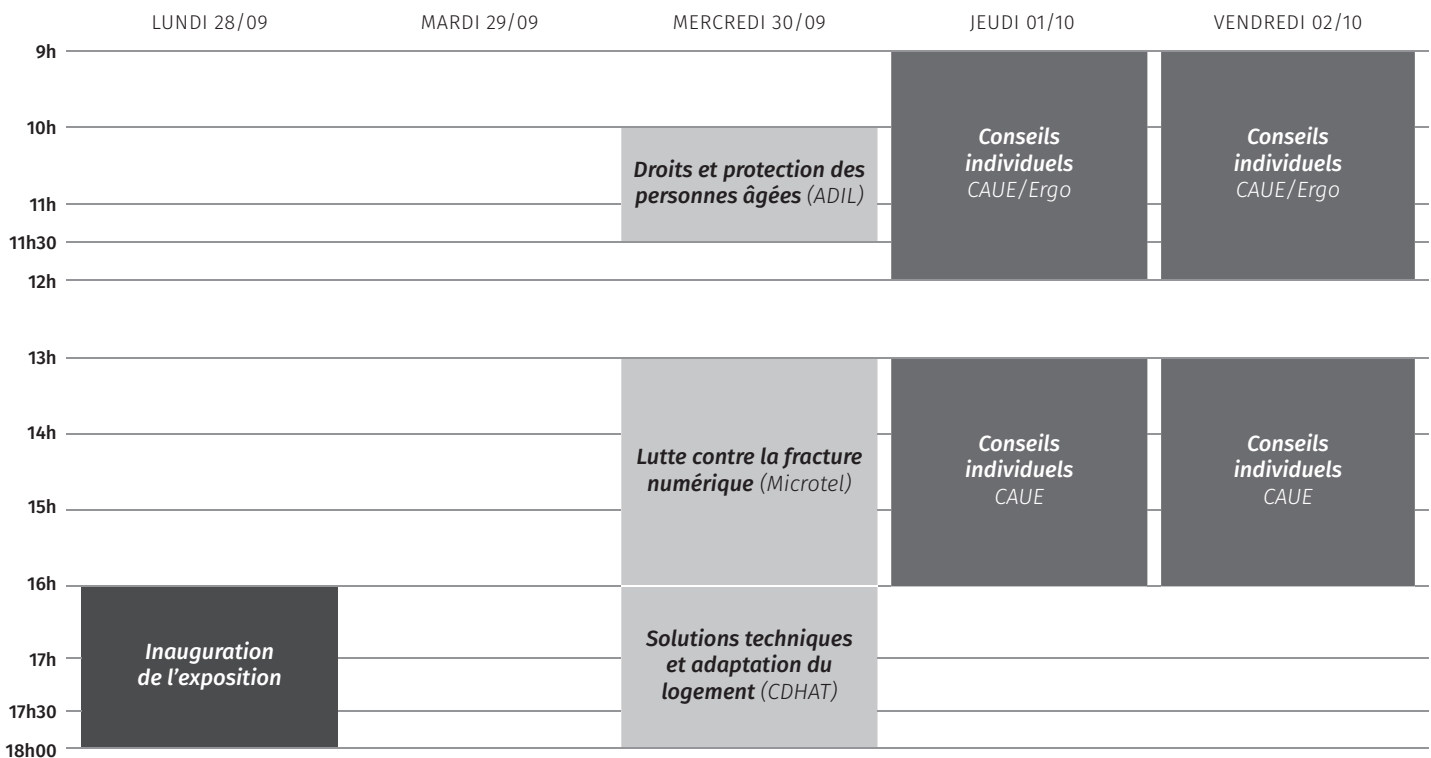 LUNDI 28/09
MARDI 29/09
MERCREDI 30/09
JEUDI 01/10
VENDREDI 02/10
9h
10h
11h
11h30
12h
13h
14h
15h
16h
17h
17h30
18h00
Inauguration
de l’exposition
Droits et protection des
personnes âgées (ADIL)
Lutte contre la fracture
numérique (Microtel)
Solutions techniques
et adaptation du
logement (CDHAT)
Conseils
individuels
CAUE/Ergo
Conseils
individuels
CAUE
Conseils
individuels
CAUE/Ergo
Conseils
individuels
CAUE